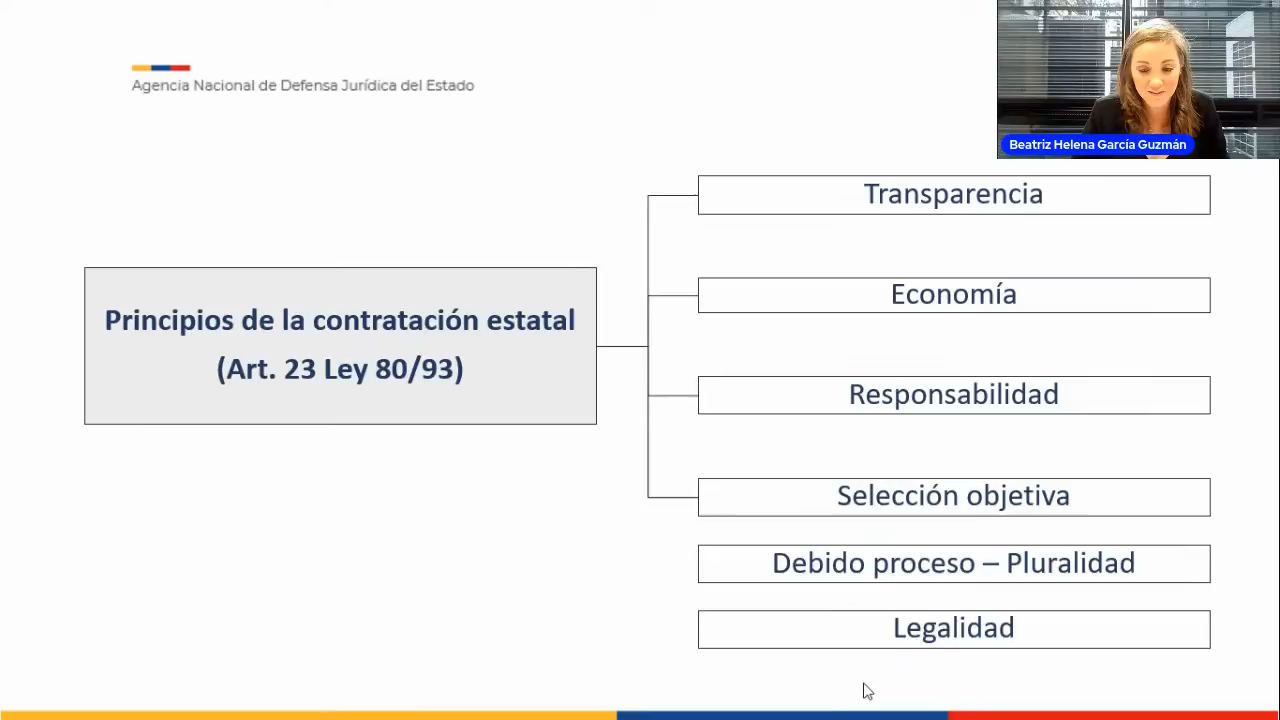 Agencia Nacional de Defensa Jurídica del Estado
Beatriz Helena García Guzmán
Principios de la contratación estatal
(Art. 23 Ley 80/93)
Transparencia
Economía
Responsabilidad
Selección objetiva
Debido proceso – Pluralidad
Legalidad